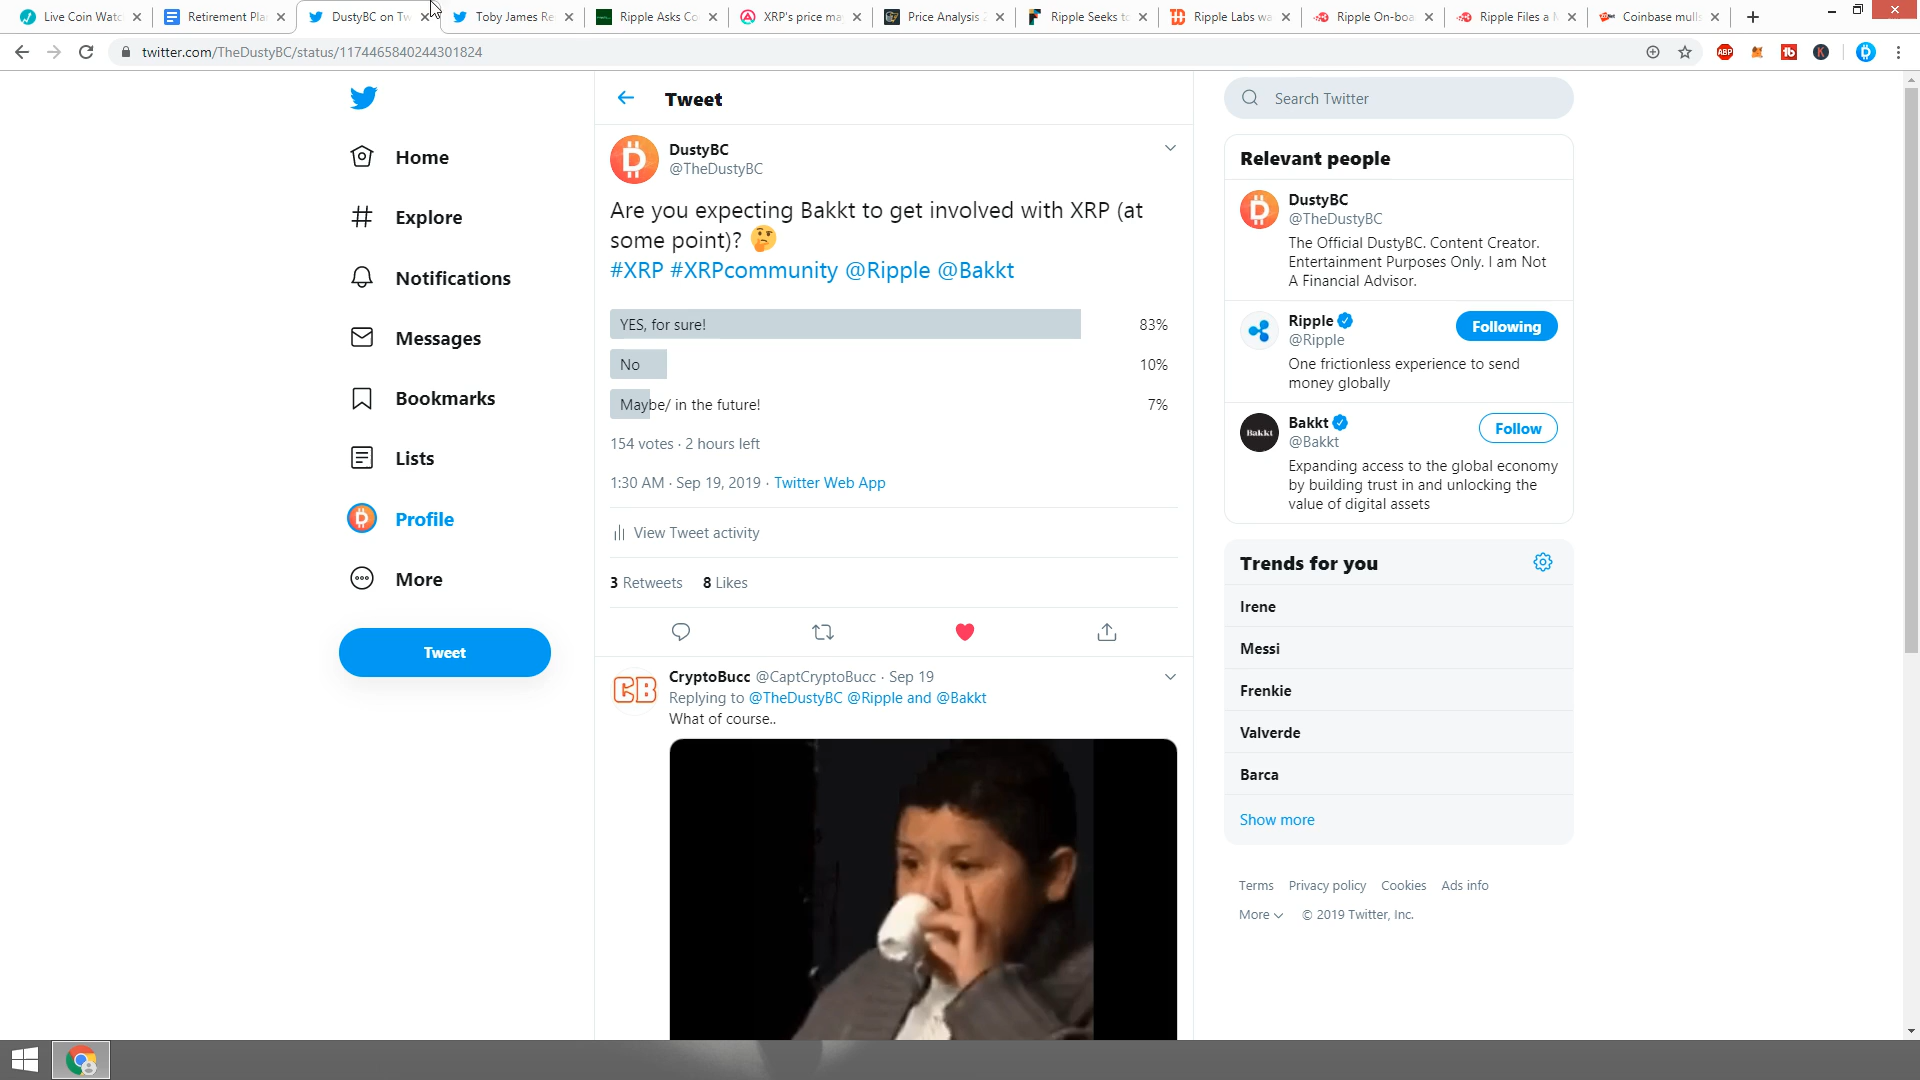 Live Coin Watc
Retirement Pla
DustyBC on Tw
Toby James Re
Ripple Asks Co
XRP's price ma
Price Analysis
Ripple Seeks to
Ripple Labs wa
Ripple On-boa
Ripple Files a
Coinbase mulls
twitter.com/TheDustyBC/status/1174465840244301824
ABP
Home
Explore
Notifications
Messages
Bookmarks
Lists
Profile
More
Tweet
Tweet
DustyBC
@TheDustyBC
Are you expecting Bakkt to get involved with XRP (at
some point)?
#XRP #XRPcommunity @Ripple @Bakkt
YES, for sure! 83%
No 10%
Maybe/ in the future! 7%
154 votes · 2 hours left
1:30 AM · Sep 19, 2019 · Twitter Web App
View Tweet activity
3 Retweets 8 Likes
CB
CryptoBucc @CaptCryptoBucc · Sep 19
Replying to @TheDustyBC @Ripple and @Bakkt
What of course..
Search Twitter
Relevant people
DustyBC
@TheDustyBC
The Official DustyBC. Content Creator.
Entertainment Purposes Only. I am Not
A Financial Advisor.
Ripple
@Ripple
Following
One frictionless experience to send
money globally
Bakkt
Bakkt
@Bakkt
Follow
Expanding access to the global economy
by building trust in and unlocking the
value of digital assets
Trends for you
Irene
Messi
Frenkie
Valverde
Barca
Show more
Terms Privacy policy Cookies Ads info
More © 2019 Twitter, Inc.